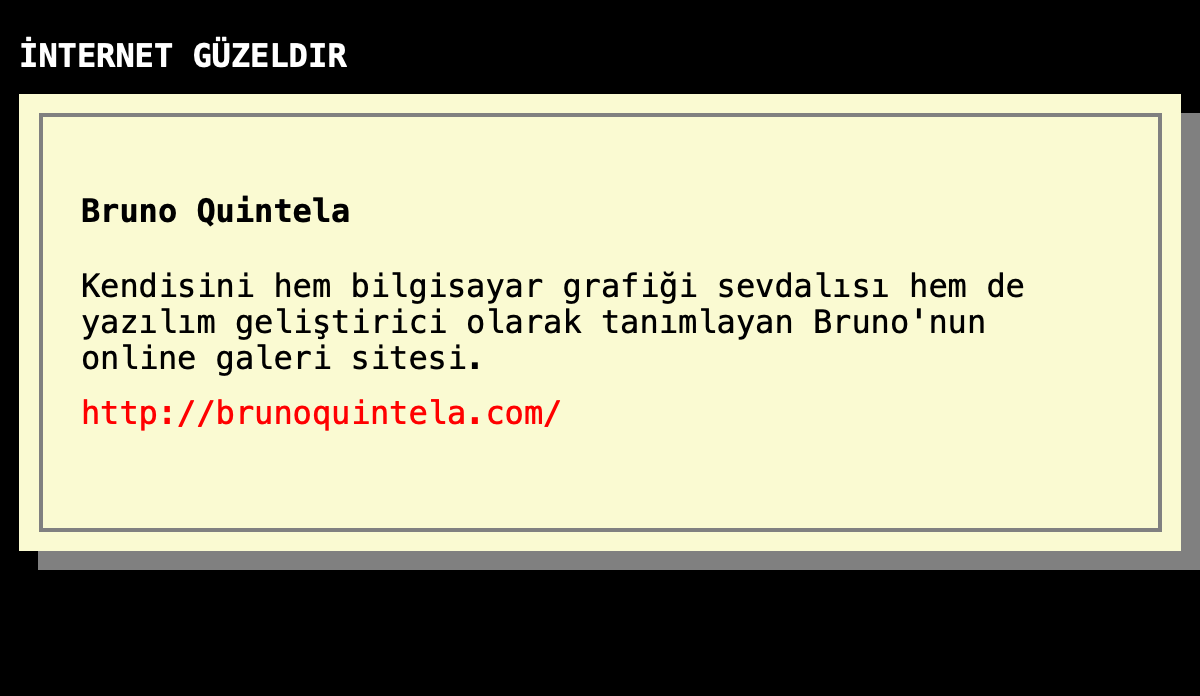 İNTERNET GÜZELDIR
Bruno Quintela
Kendisini hem bilgisayar grafiği sevdalısı hem de
yazılım geliştirici olarak tanımlayan Bruno'nun
online galeri sitesi.
http://brunoquintela.com/